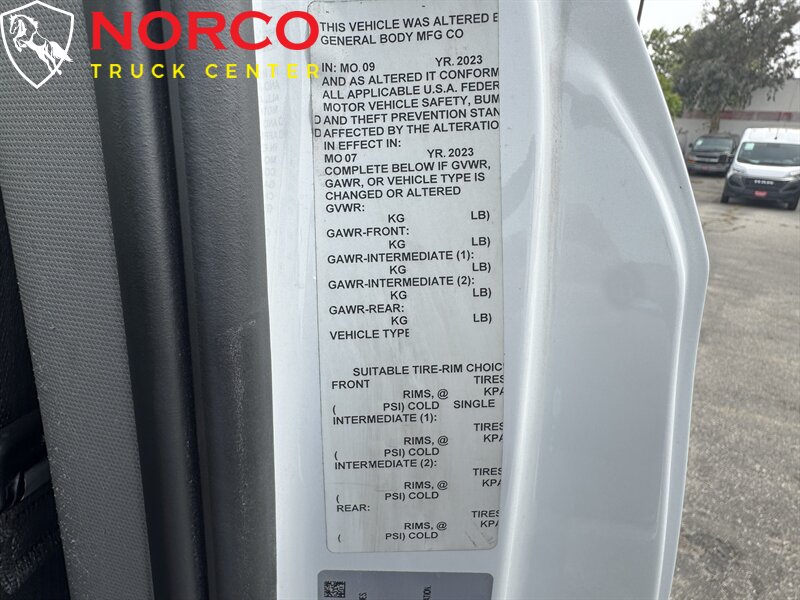 NORCO
TRUCK CENTER
THIS VEHICLE WAS ALTERED B
GENERAL BODY MFG CO
IN: MO. 09 YR. 2023
AND AS ALTERED IT CONFORM
ALL APPLICABLE U.S.A. FEDER
MOTOR VEHICLE SAFETY, BUM
AND THEFT PREVENTION STAN
AFFECTED BY THE ALTERATIO
IN EFFECT IN:
MO 07 YR. 2023
COMPLETE BELOW IF GVWR,
GAWR, OR VEHICLE TYPE IS
CHANGED OR ALTERED
GVWR:
KG LB)
GAWR-FRONT:
KG LB)
GAWR-INTERMEDIATE (1):
KG LB)
GAWR-INTERMEDIATE (2):
KG LB)
GAWR-REAR:
KG LB)
VEHICLE TYPE
SUITABLE TIRE-RIM CHOIC
FRONT TIRES
RIMS, @ KPA
( PSI) COLD SINGLE
INTERMEDIATE (1):
TIRES
RIMS, @ KPA
( PSI) COLD
INTERMEDIATE (2):
TIRES
RIMS, @ KPA
( PSI) COLD
REAR:
TIRES
RIMS, @ KPA
( PSI) COLD